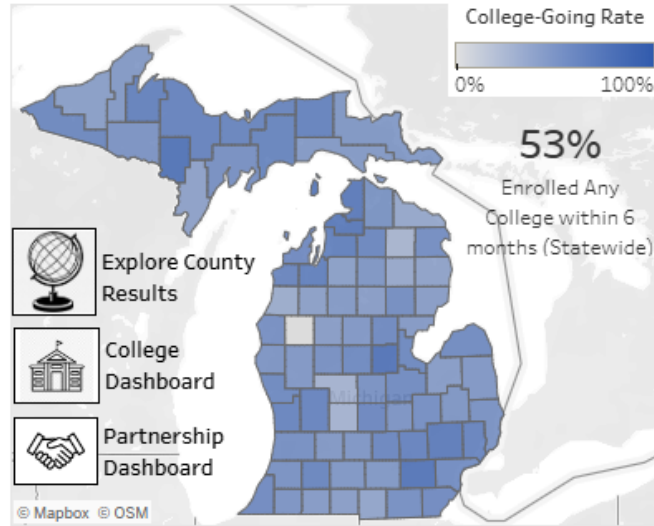 College-Going Rate
0%
100%
53%
Enrolled Any
College within 6
months (Statewide)
Explore County
Results
College
Dashboard
Michigan
Partnership
Dashboard
© Mapbox © OSM